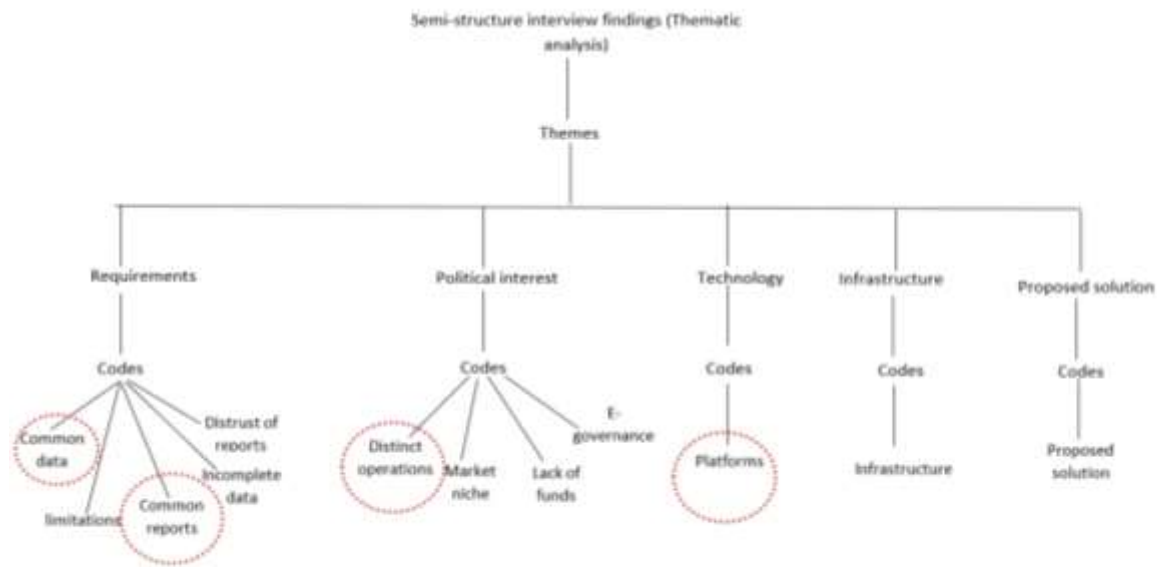 Semi-structure interview findings (Thematic
analysis)
Themes
Requirements
Political interest
Technology
Infrastructure
Proposed solution
Codes
Codes
Codes
Codes
Codes
Common
data
limitations
Common
reports
Incomplete
data
Distrust of
reports
Distinct
operations
Market
niche
Lack of
funds
E-
governance
Platforms
Infrastructure
Proposed
solution